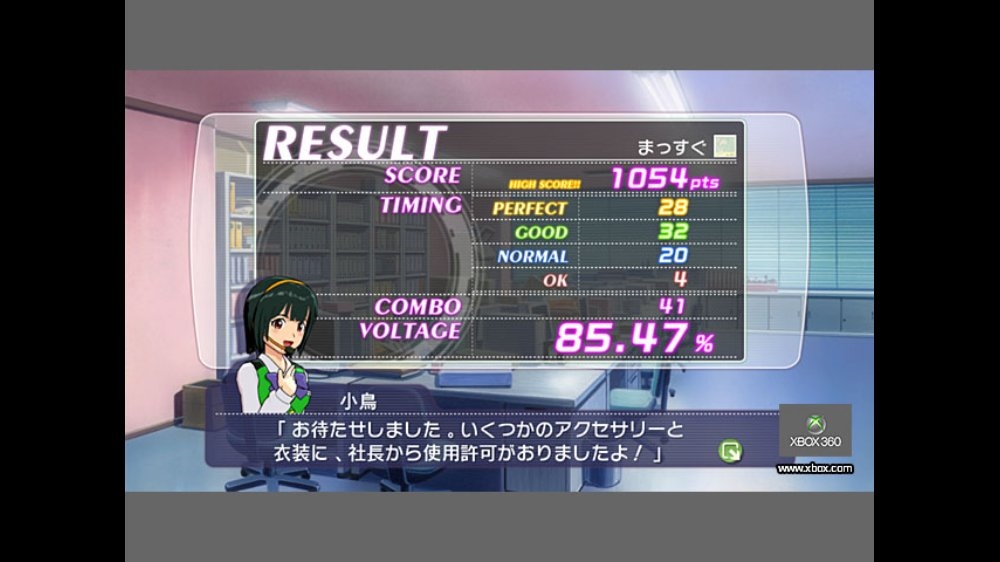 RESULT
まっすぐ
SCORE
HIGH SCORE!! 1054pts
TIMING
PERFECT 28
GOOD 32
NORMAL 20
OK 4
COMBO 41
VOLTAGE 85.47%
小鳥
「お待たせしました。いくつかのアクセサリーと
衣装に、社長から使用許可がおりましたよ！」
XBOX 360
www.xbox.com